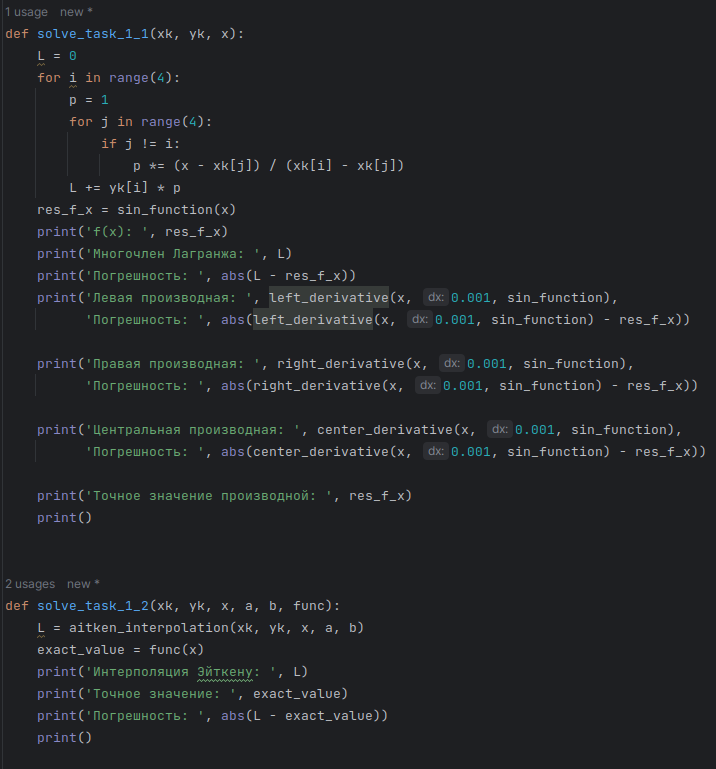 1 usage   new *
def solve_task_1_1(xk, yk, x):
    L = 0
    for i in range(4):
        p = 1
        for j in range(4):
            if j != i:
                p *= (x - xk[j]) / (xk[i] - xk[j])
        L += yk[i] * p
    res_f_x = sin_function(x)
    print('f(x): ', res_f_x)
    print('Многочлен Лагранжа: ', L)
    print('Погрешность: ', abs(L - res_f_x))
    print('Левая производная: ', left_derivative(x, dx: 0.001, sin_function),
          'Погрешность: ', abs(left_derivative(x, dx: 0.001, sin_function) - res_f_x))

    print('Правая производная: ', right_derivative(x, dx: 0.001, sin_function),
          'Погрешность: ', abs(right_derivative(x, dx: 0.001, sin_function) - res_f_x))

    print('Центральная производная: ', center_derivative(x, dx: 0.001, sin_function),
          'Погрешность: ', abs(center_derivative(x, dx: 0.001, sin_function) - res_f_x))

    print('Точное значение производной: ', res_f_x)
    print()

2 usages   new *
def solve_task_1_2(xk, yk, x, a, b, func):
    L = aitken_interpolation(xk, yk, x, a, b)
    exact_value = func(x)
    print('Интерполяция Эйткену: ', L)
    print('Точное значение: ', exact_value)
    print('Погрешность: ', abs(L - exact_value))
    print()